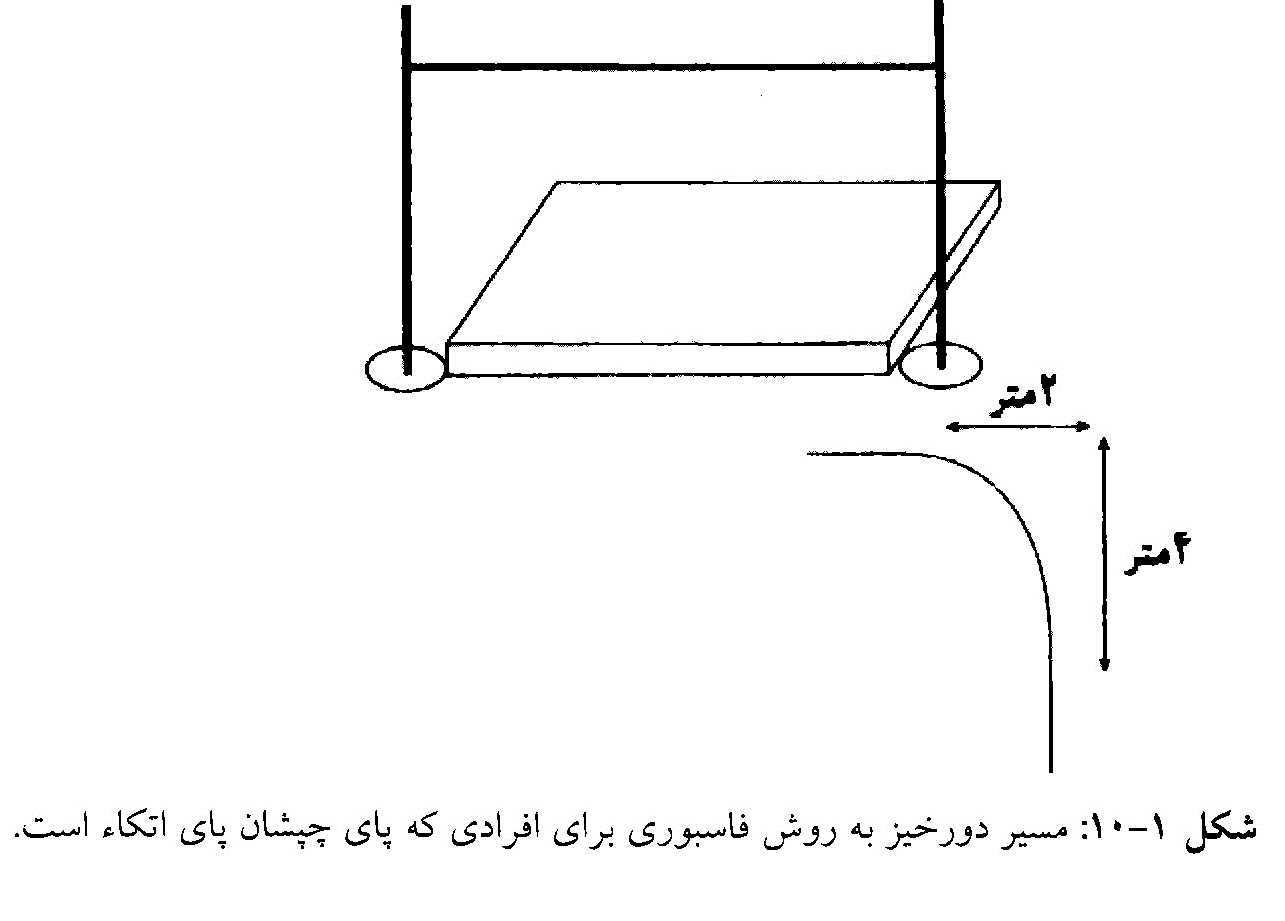 ۲متر
۴متر
شکل ۱-۱۰: مسیر دورخیز به روش فاسبوری برای افرادی که پای چپشان پای اتکاء است.